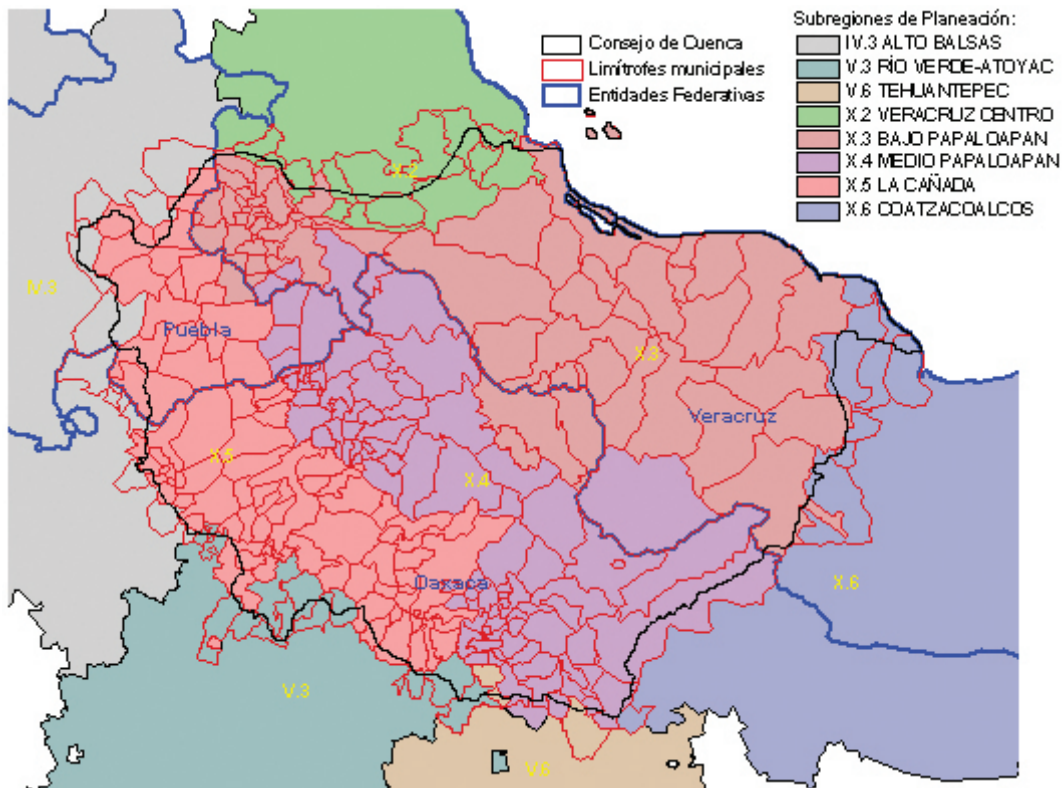 Consejo de Cuenca
Limítrofes municipales
Entidades Federativas
Subregiones de Planeación:
IV.3 ALTO BALSAS
V.3 RÍO VERDE-ATOYAC
V.6 TEHUANTEPEC
X.2 VERACRUZ CENTRO
X.3 BAJO PAPALOAPAN
X.4 MEDIO PAPALOAPAN
X.5 LA CAÑADA
X.6 COATZACOALCOS
X.2
IV.3
Puebla
X.3
Veracruz
X.5
X.4
Oaxaca
X.6
V.3
V.6